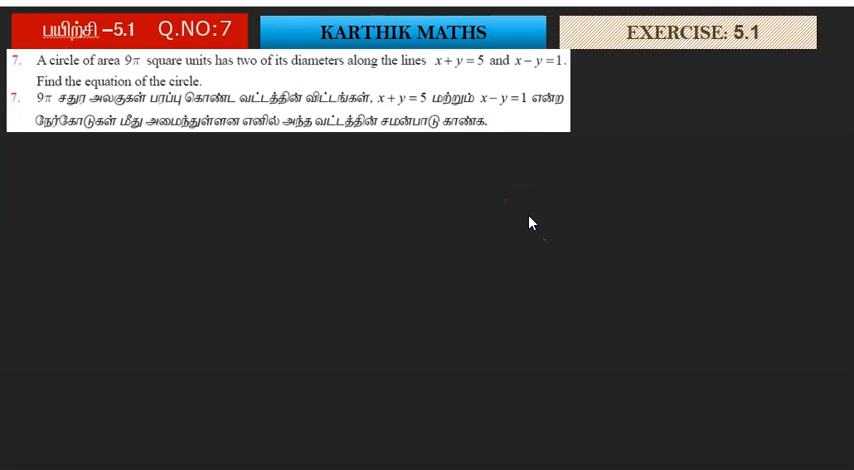 பயிற்சி –5.1 Q.NO:7
KARTHIK MATHS
EXERCISE: 5.1
7. A circle of area 9π square units has two of its diameters along the lines x + y = 5 and x − y = 1.
Find the equation of the circle.
7. 9π சதுர அலகுகள் பரப்பு கொண்ட வட்டத்தின் விட்டங்கள், x + y = 5 மற்றும் x − y = 1 என்ற
நேர்கோடுகள் மீது அமைந்துள்ளன எனில் அந்த வட்டத்தின் சமன்பாடு காண்க.